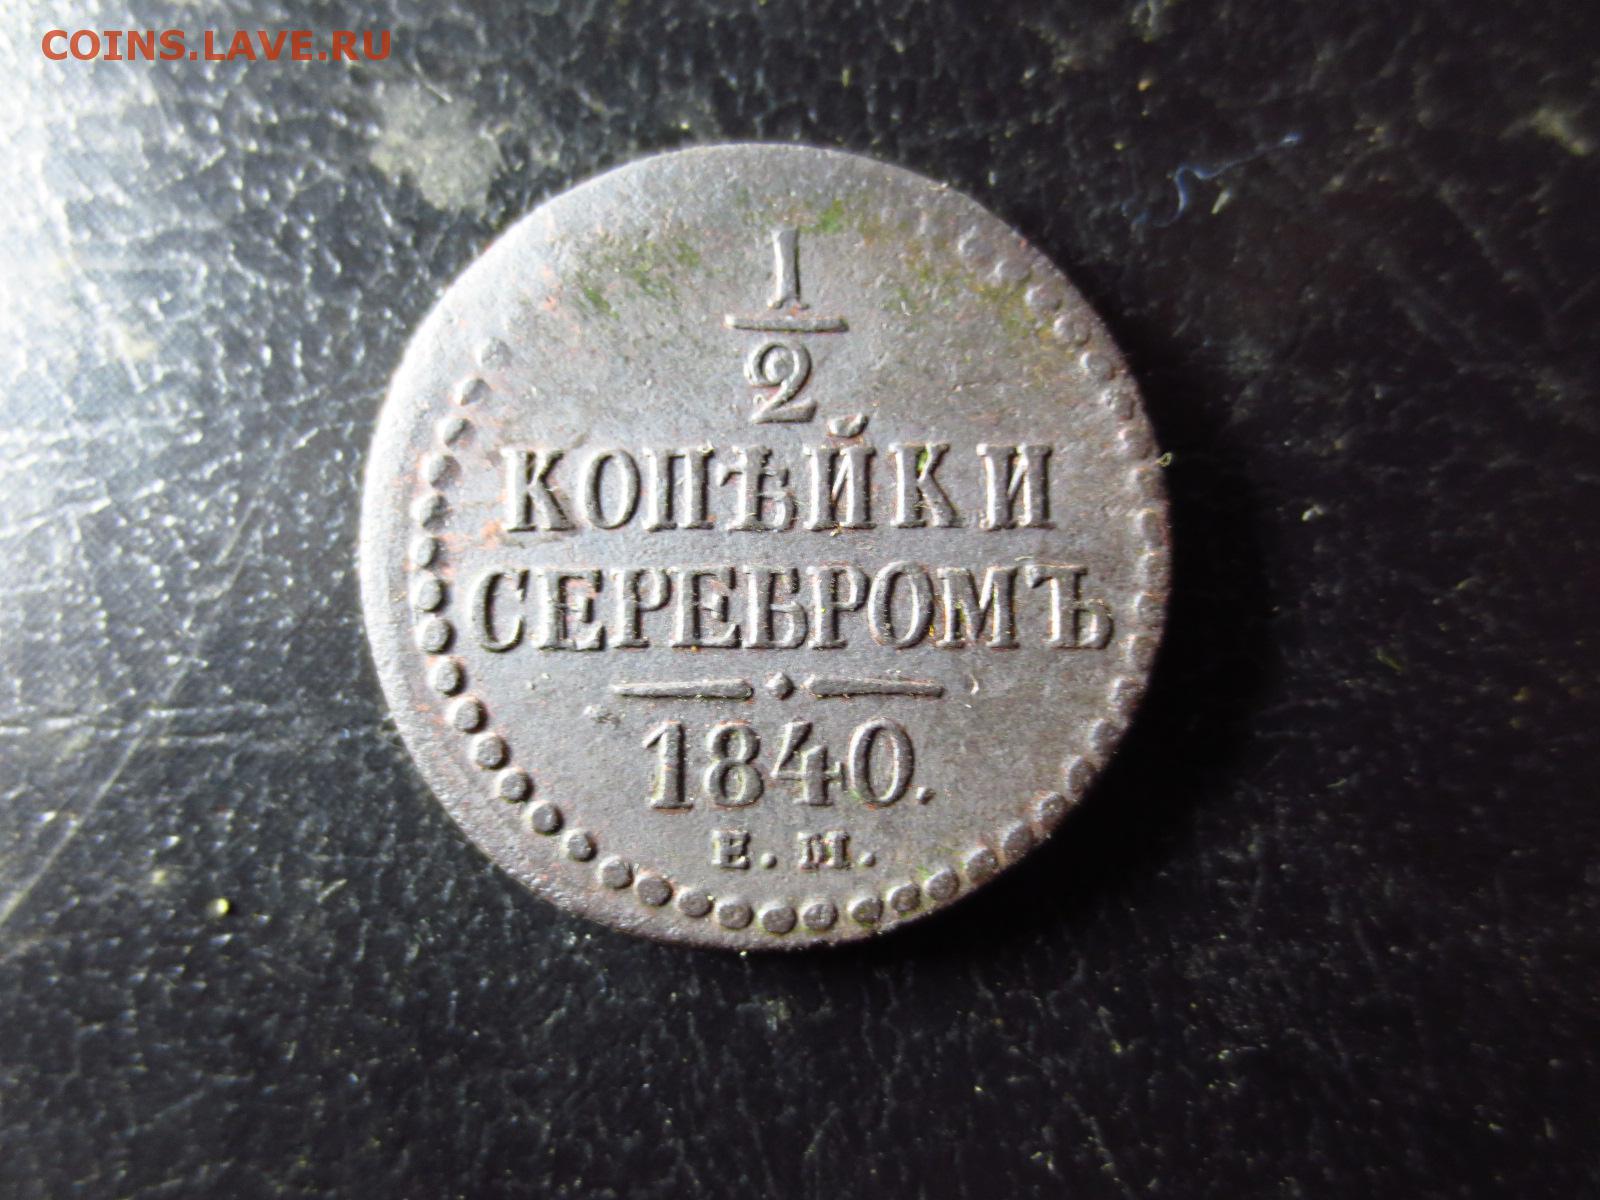 COINS.LAVE.RU
1
2
КОПѢЙКИ
СЕРЕБРОМЪ
1840.
Е. М.